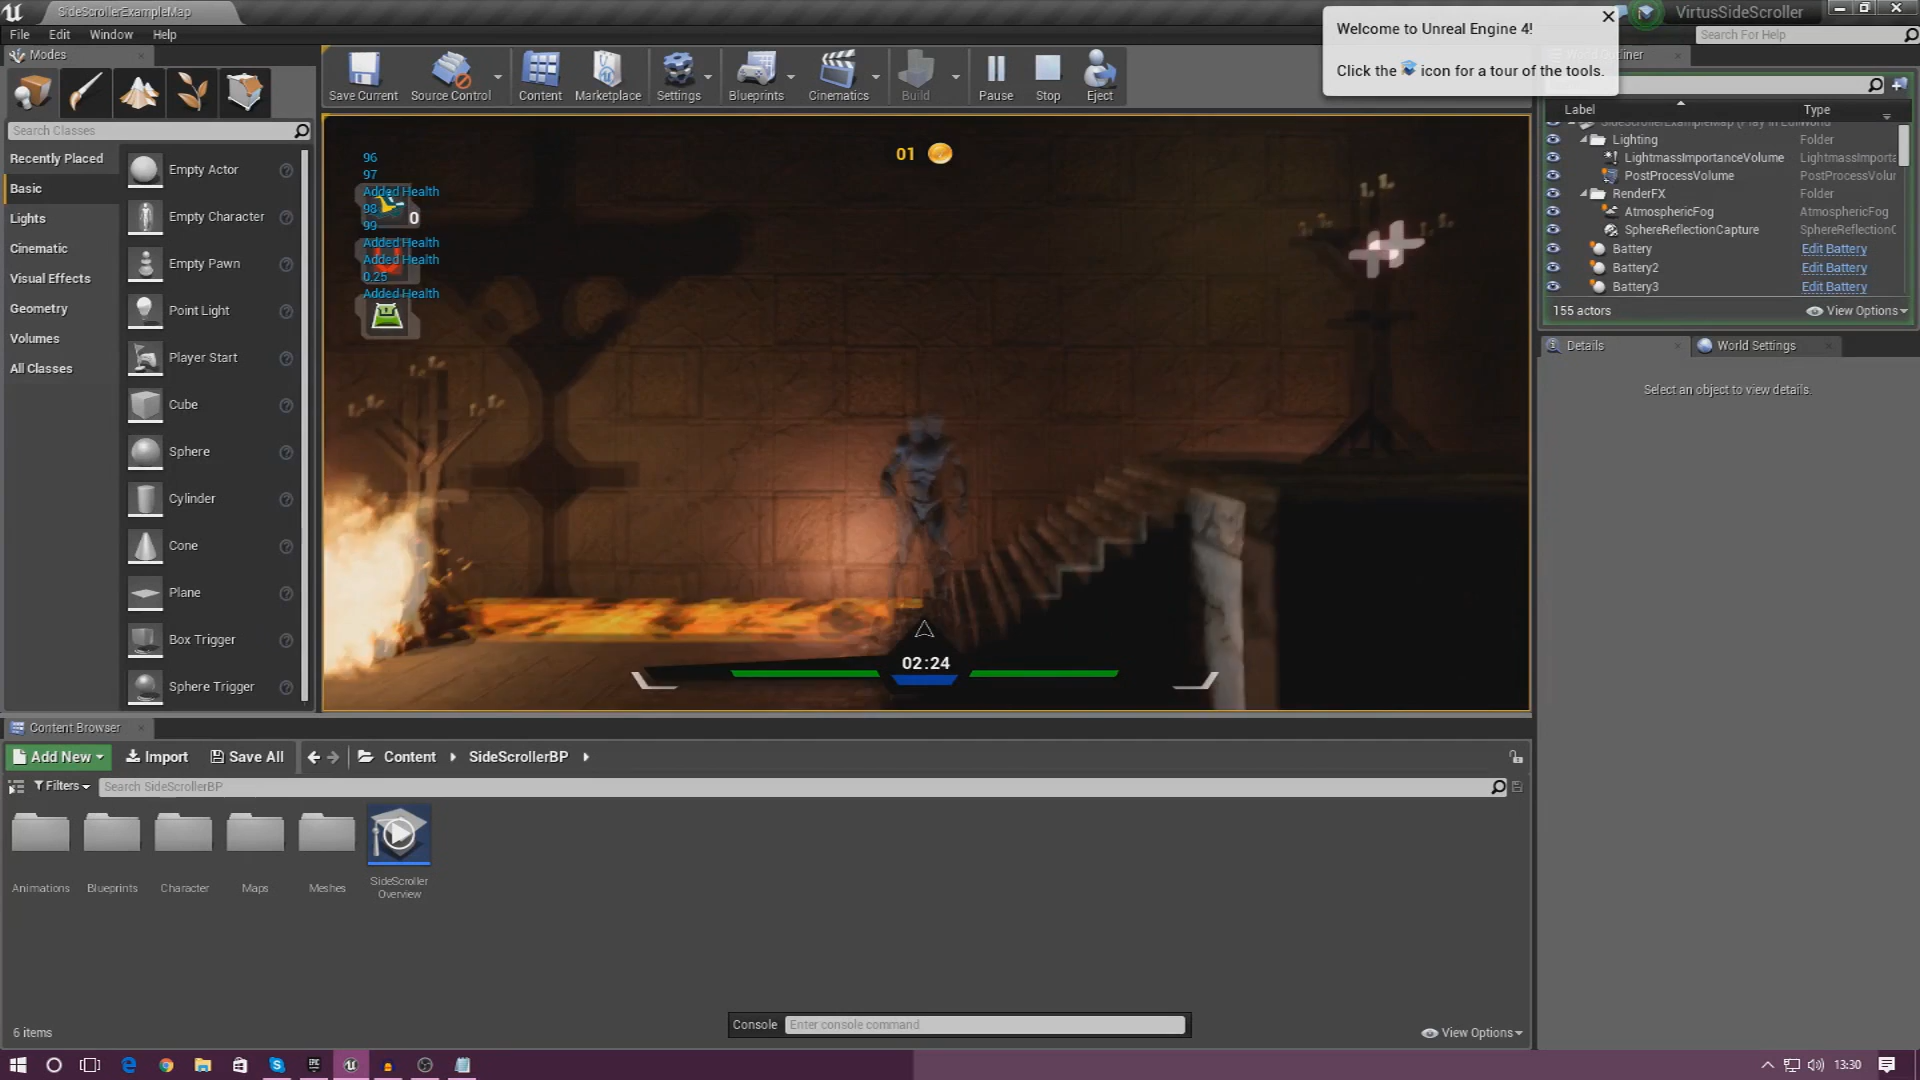 SideScrollerExampleMap
VirtusSideScroller
File Edit Window Help
Search For Help
Welcome to Unreal Engine 4!
Click the icon for a tour of the tools.
Modes
Save Current
Source Control
Content
Marketplace
Settings
Blueprints
Cinematics
Build
Pause
Stop
Eject
Search Classes
Recently Placed
Basic
Lights
Cinematic
Visual Effects
Geometry
Volumes
All Classes
Empty Actor
Empty Character
Empty Pawn
Point Light
Player Start
Cube
Sphere
Cylinder
Cone
Plane
Box Trigger
Sphere Trigger
96
97
Added Health
98
0
99
Added Health
Added Health
0.25
Added Health
01
02:24
Label Type
Lighting Folder
LightmassImportanceVolume LightmassImporta
PostProcessVolume PostProcessVolur
RenderFX Folder
AtmosphericFog AtmosphericFog
SphereReflectionCapture SphereReflectionC
Battery Edit Battery
Battery2 Edit Battery
Battery3 Edit Battery
155 actors View Options
Details World Settings
Select an object to view details.
Content Browser
Add New Import Save All Content SideScrollerBP
Filters Search SideScrollerBP
Animations
Blueprints
Character
Maps
Meshes
SideScroller
Overview
6 items
Console Enter console command
View Options
13:30